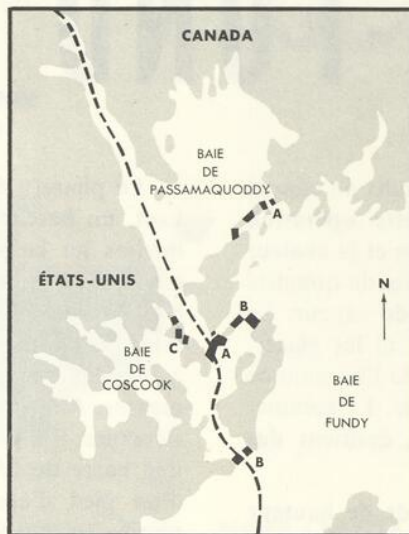 CANADA
BAIE
DE
PASSAMAQUODDY
A
ÉTATS-UNIS
N
B
C
A
BAIE
DE
COSCOOK
BAIE
DE
FUNDY
B